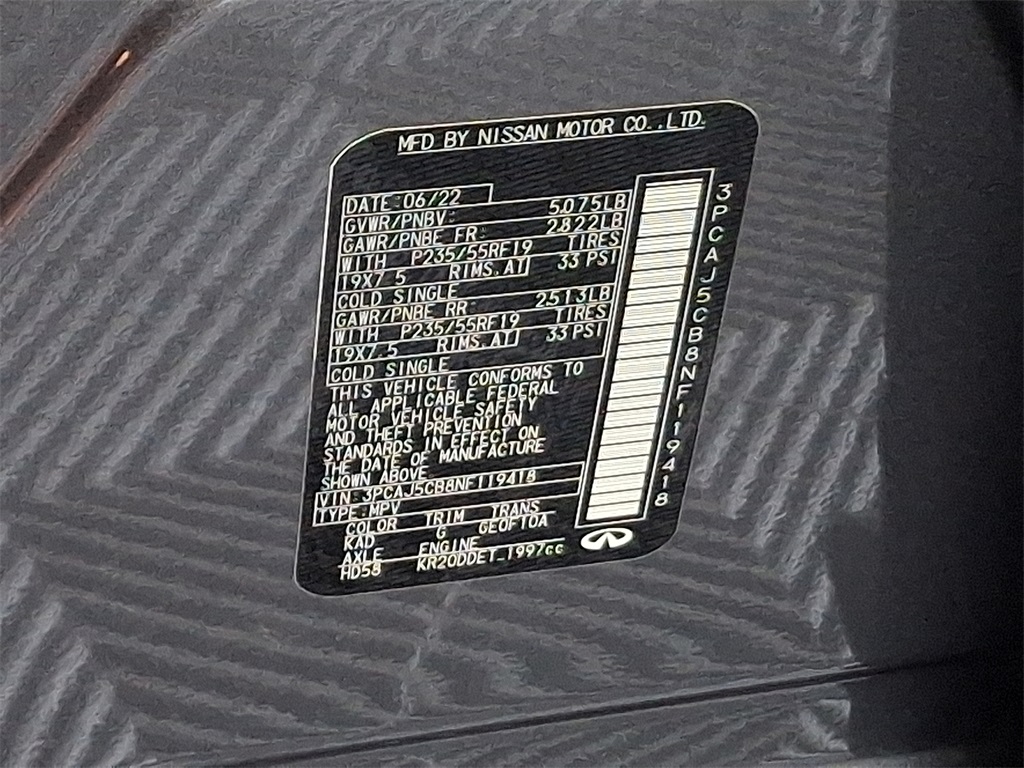 MFD BY NISSAN MOTOR CO.,LTD.
DATE:06/22
GVWR/PNBV: 5075LB
GAWR/PNBE FR: 2822LB
WITH P235/55RF19 TIRES
19X7.5 RIMS,AT 33 PSI
COLD SINGLE
GAWR/PNBE RR: 2513LB
WITH P235/55RF19 TIRES
19X7.5 RIMS,AT 33 PSI
COLD SINGLE
THIS VEHICLE CONFORMS TO
ALL APPLICABLE FEDERAL
MOTOR VEHICLE SAFETY
AND THEFT PREVENTION
STANDARDS IN EFFECT ON
THE DATE OF MANUFACTURE
SHOWN ABOVE
VIN:3PCAJ5CB8NF119418
TYPE:MPV
COLOR TRIM TRANS
KAD G GE0F10A
AXLE ENGINE
HD58 KR20DDET 1997cc
3PCAJ5CB8NF119418